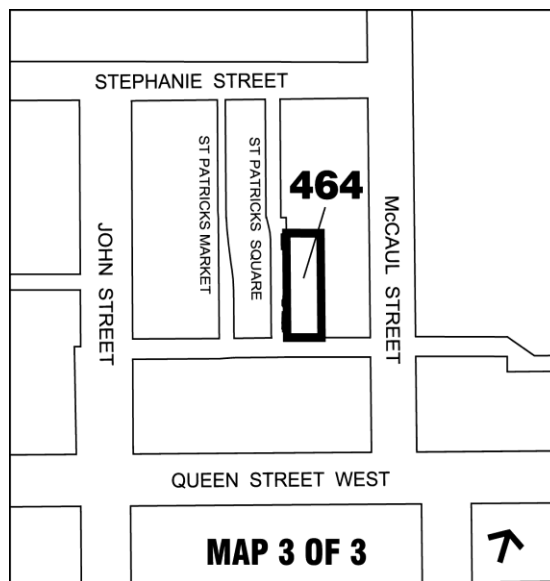 STEPHANIE STREET
ST PATRICKS MARKET
ST PATRICKS SQUARE
464
McCAUL STREET
JOHN STREET
QUEEN STREET WEST
MAP 3 OF 3